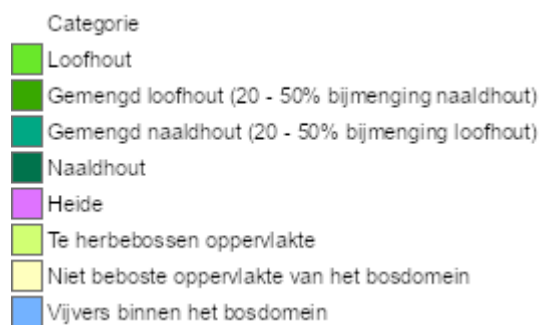 Categorie
Loofhout
Gemengd loofhout (20 - 50% bijmenging naaldhout)
Gemengd naaldhout (20 - 50% bijmenging loofhout)
Naaldhout
Heide
Te herbebossen oppervlakte
Niet beboste oppervlakte van het bosdomein
Vijvers binnen het bosdomein